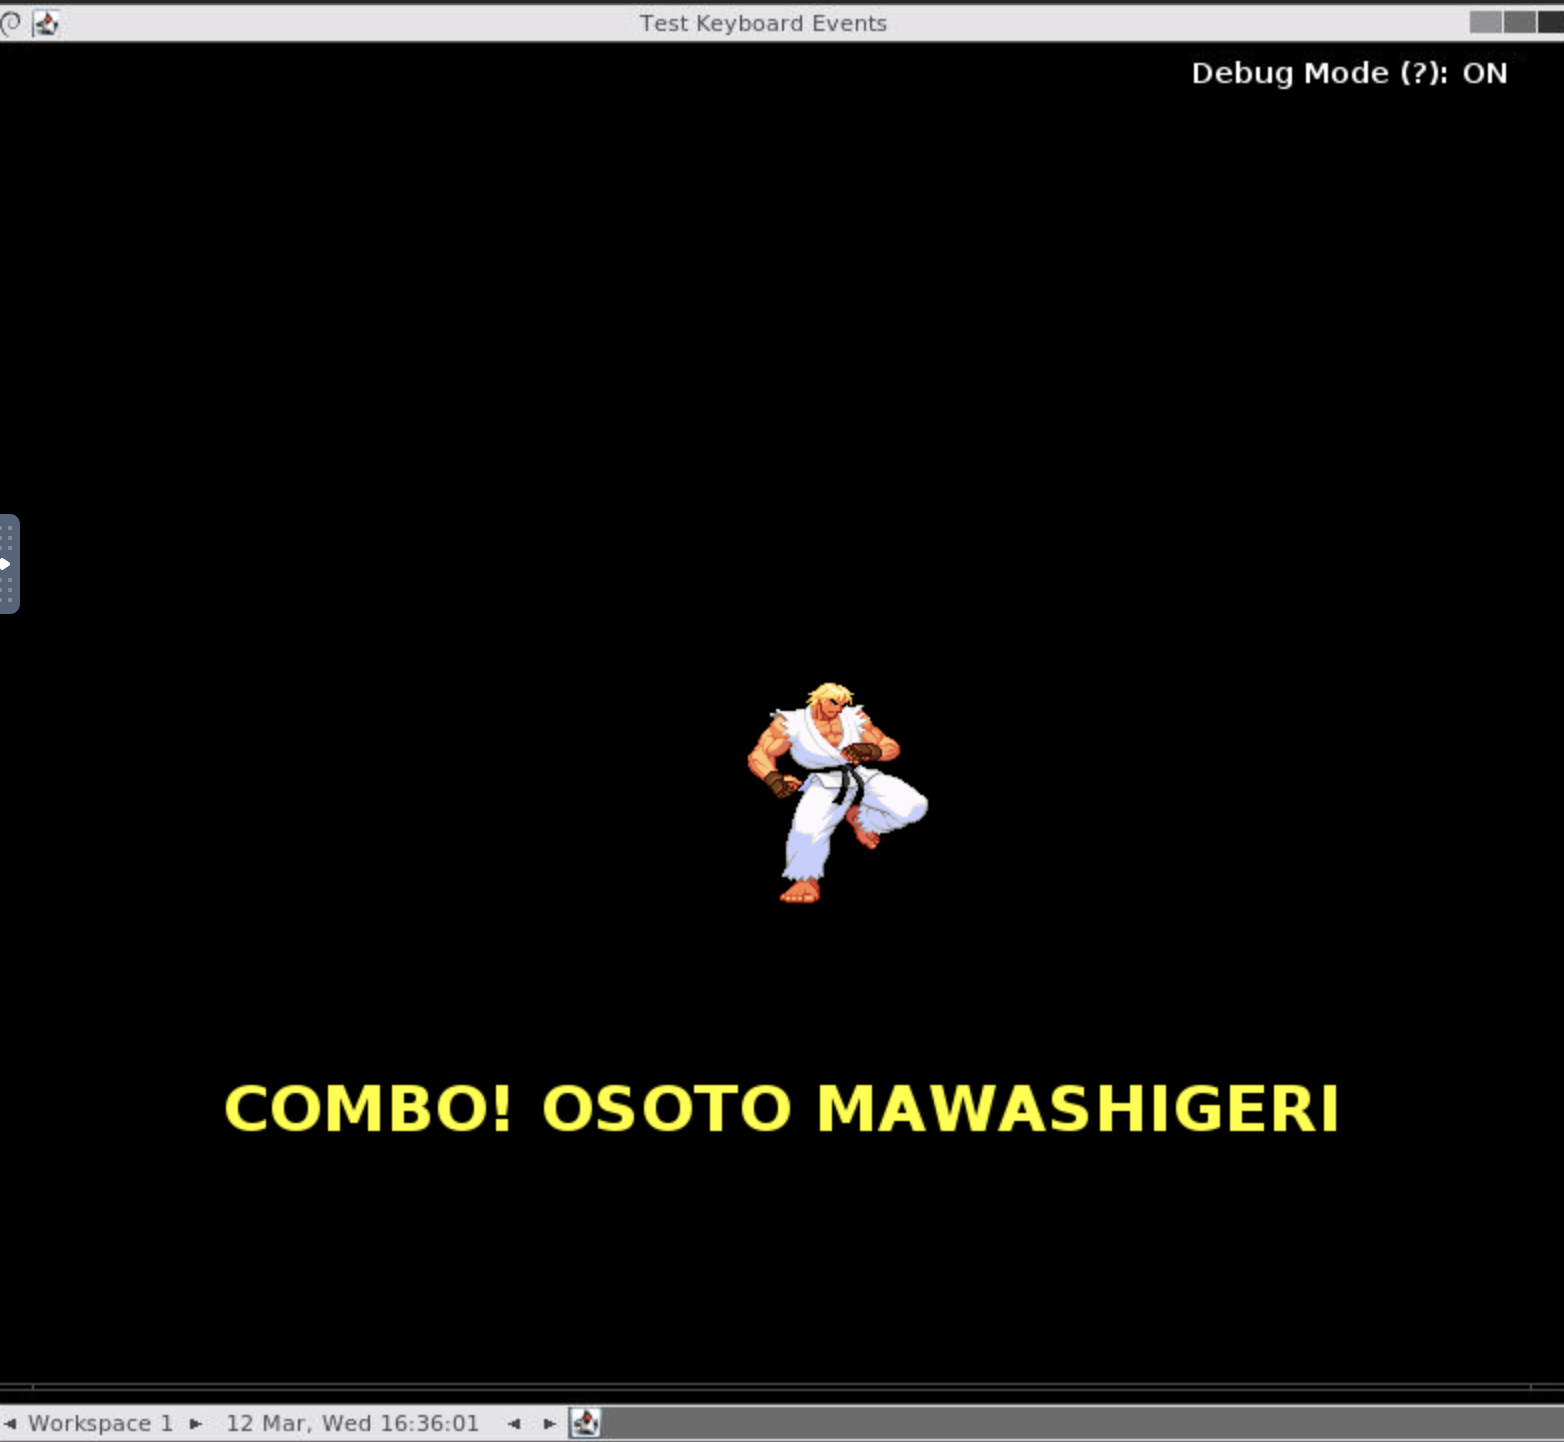 Test Keyboard Events
Debug Mode (?): ON
COMBO! OSOTO MAWASHIGERI
Workspace 1 12 Mar, Wed 16:36:01